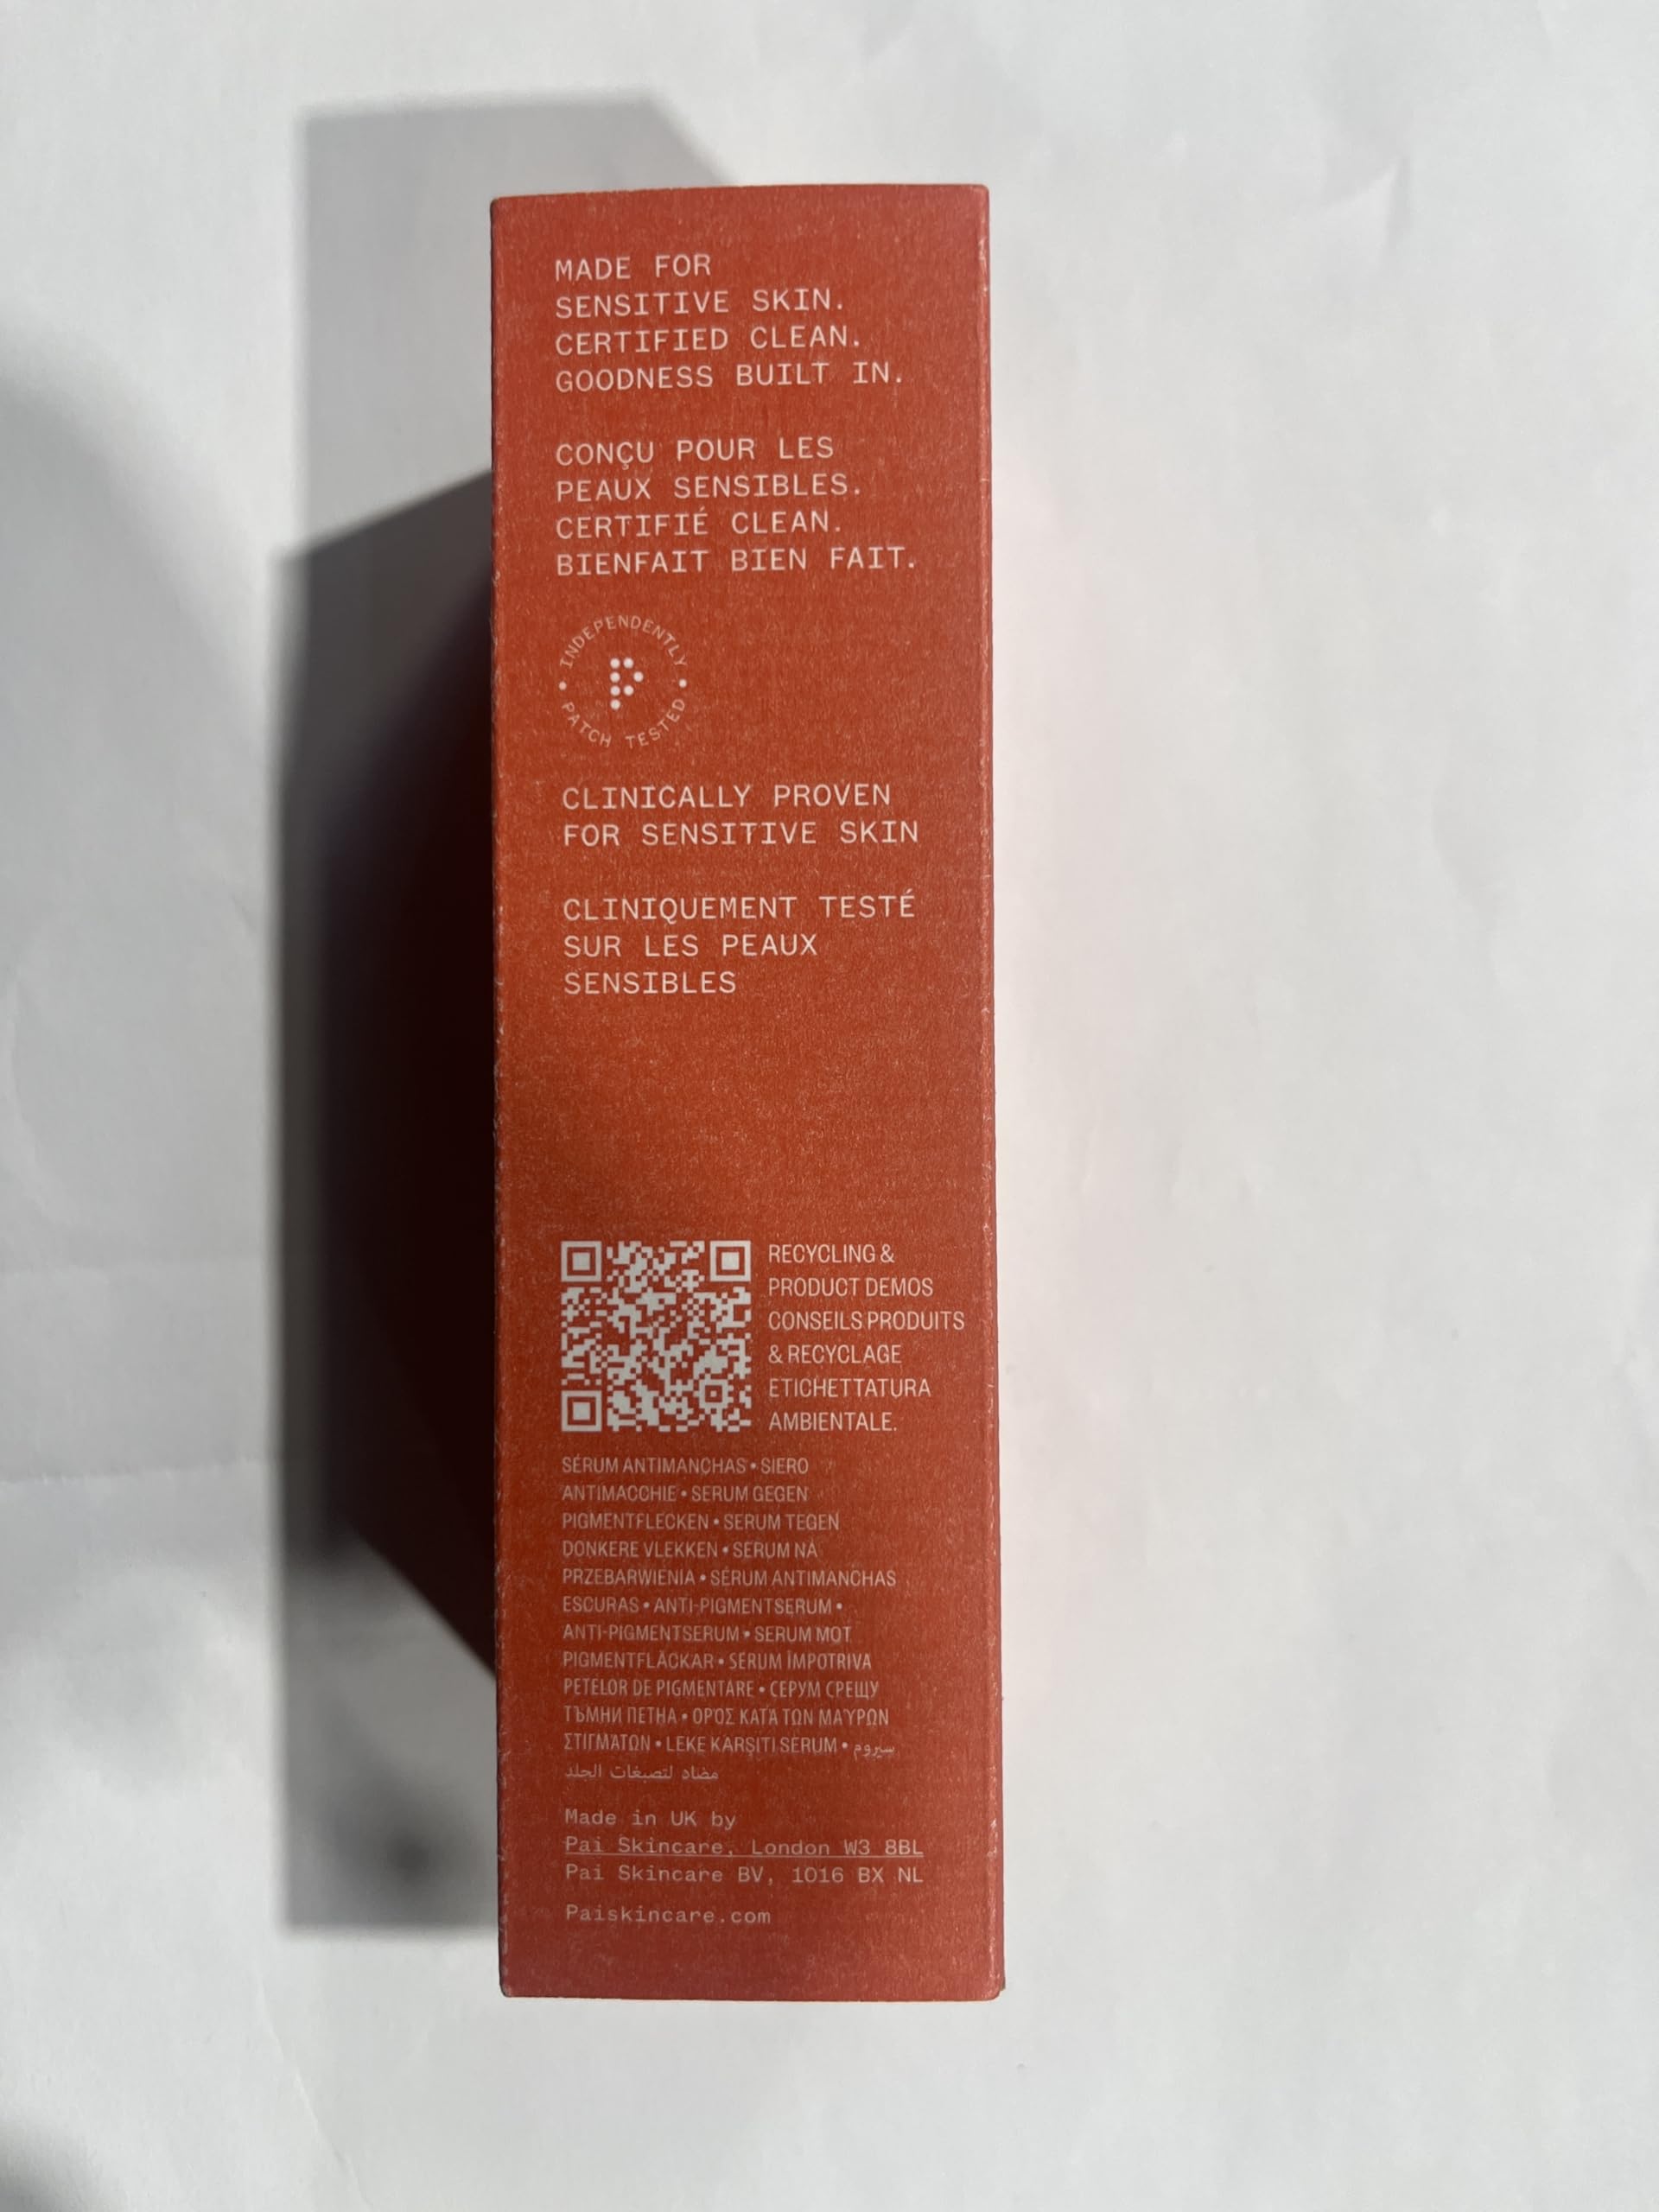 MADE FOR
SENSITIVE SKIN.
CERTIFIED CLEAN.
GOODNESS BUILT IN.
CONÇU POUR LES
PEAUX SENSIBLES.
CERTIFIÉ CLEAN.
BIENFAIT BIEN FAIT.
• INDEPENDENTLY •
PATCH TESTED
CLINICALLY PROVEN
FOR SENSITIVE SKIN
CLINIQUEMENT TESTÉ
SUR LES PEAUX
SENSIBLES
RECYCLING &
PRODUCT DEMOS
CONSEILS PRODUITS
& RECYCLAGE
ETICHETTATURA
AMBIENTALE.
SÉRUM ANTIMANCHAS • SIERO
ANTIMACCHIE • SERUM GEGEN
PIGMENTFLECKEN • SERUM TEGEN
DONKERE VLEKKEN • SERUM NA
PRZEBARWIENIA • SÉRUM ANTIMANCHAS
ESCURAS • ANTI-PIGMENTSERUM •
ANTI-PIGMENTSERUM • SERUM MOT
PIGMENTFLÄCKAR • SERUM ÎMPOTRIVA
PETELOR DE PIGMENTARE • СЕРУМ СРЕЩУ
ТЪМНИ ПЕТНА • ΟΡΌΣ ΚΑΤΆ ΤΩΝ ΜΑΎΡΩΝ
ΣΤΙΓΜΆΤΩΝ • LEKE KARŞITI SERUM • سيروم
مضاد لتصبغات الجلد
Made in UK by
Pai Skincare, London W3 8BL
Pai Skincare BV, 1016 BX NL
Paiskincare.com